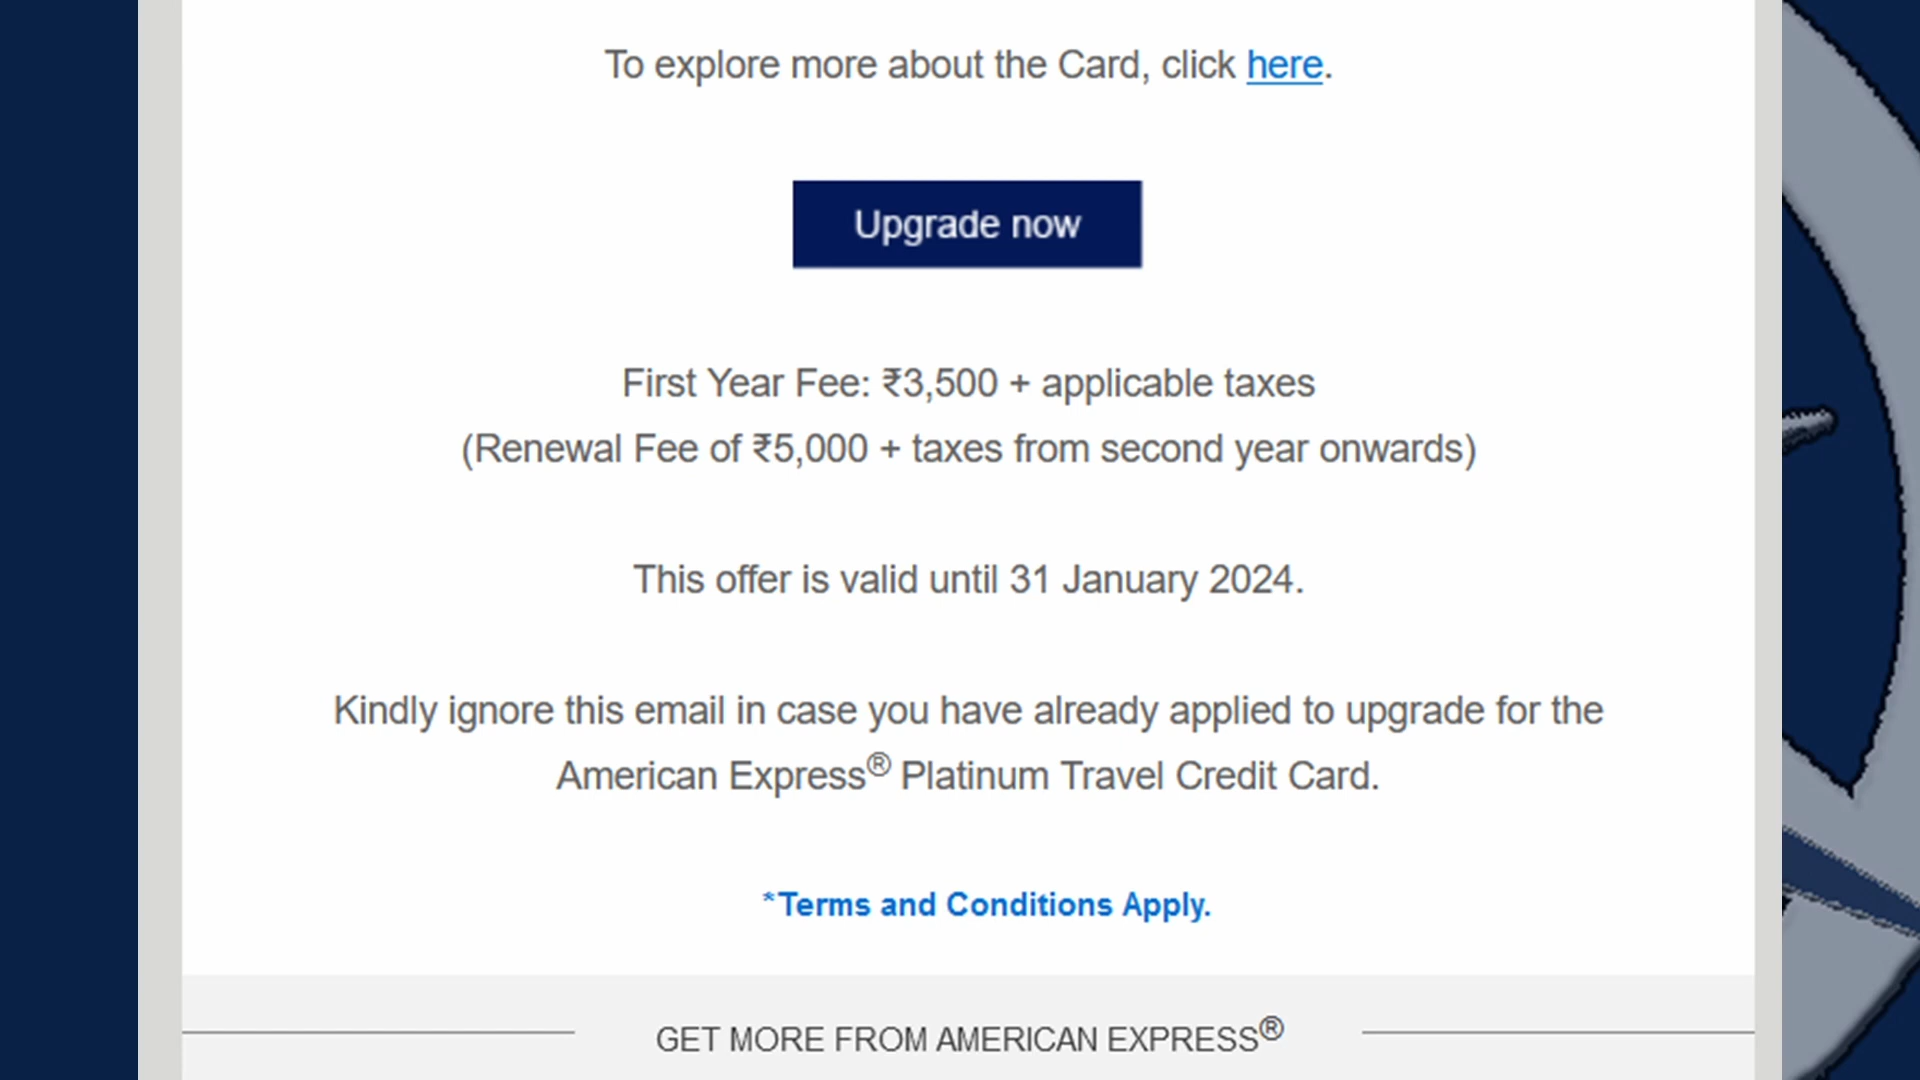 To explore more about the Card, click here.
Upgrade now
First Year Fee: ₹3,500 + applicable taxes
(Renewal Fee of ₹5,000 + taxes from second year onwards)
This offer is valid until 31 January 2024.
Kindly ignore this email in case you have already applied to upgrade for the
American Express® Platinum Travel Credit Card.
*Terms and Conditions Apply.
GET MORE FROM AMERICAN EXPRESS®